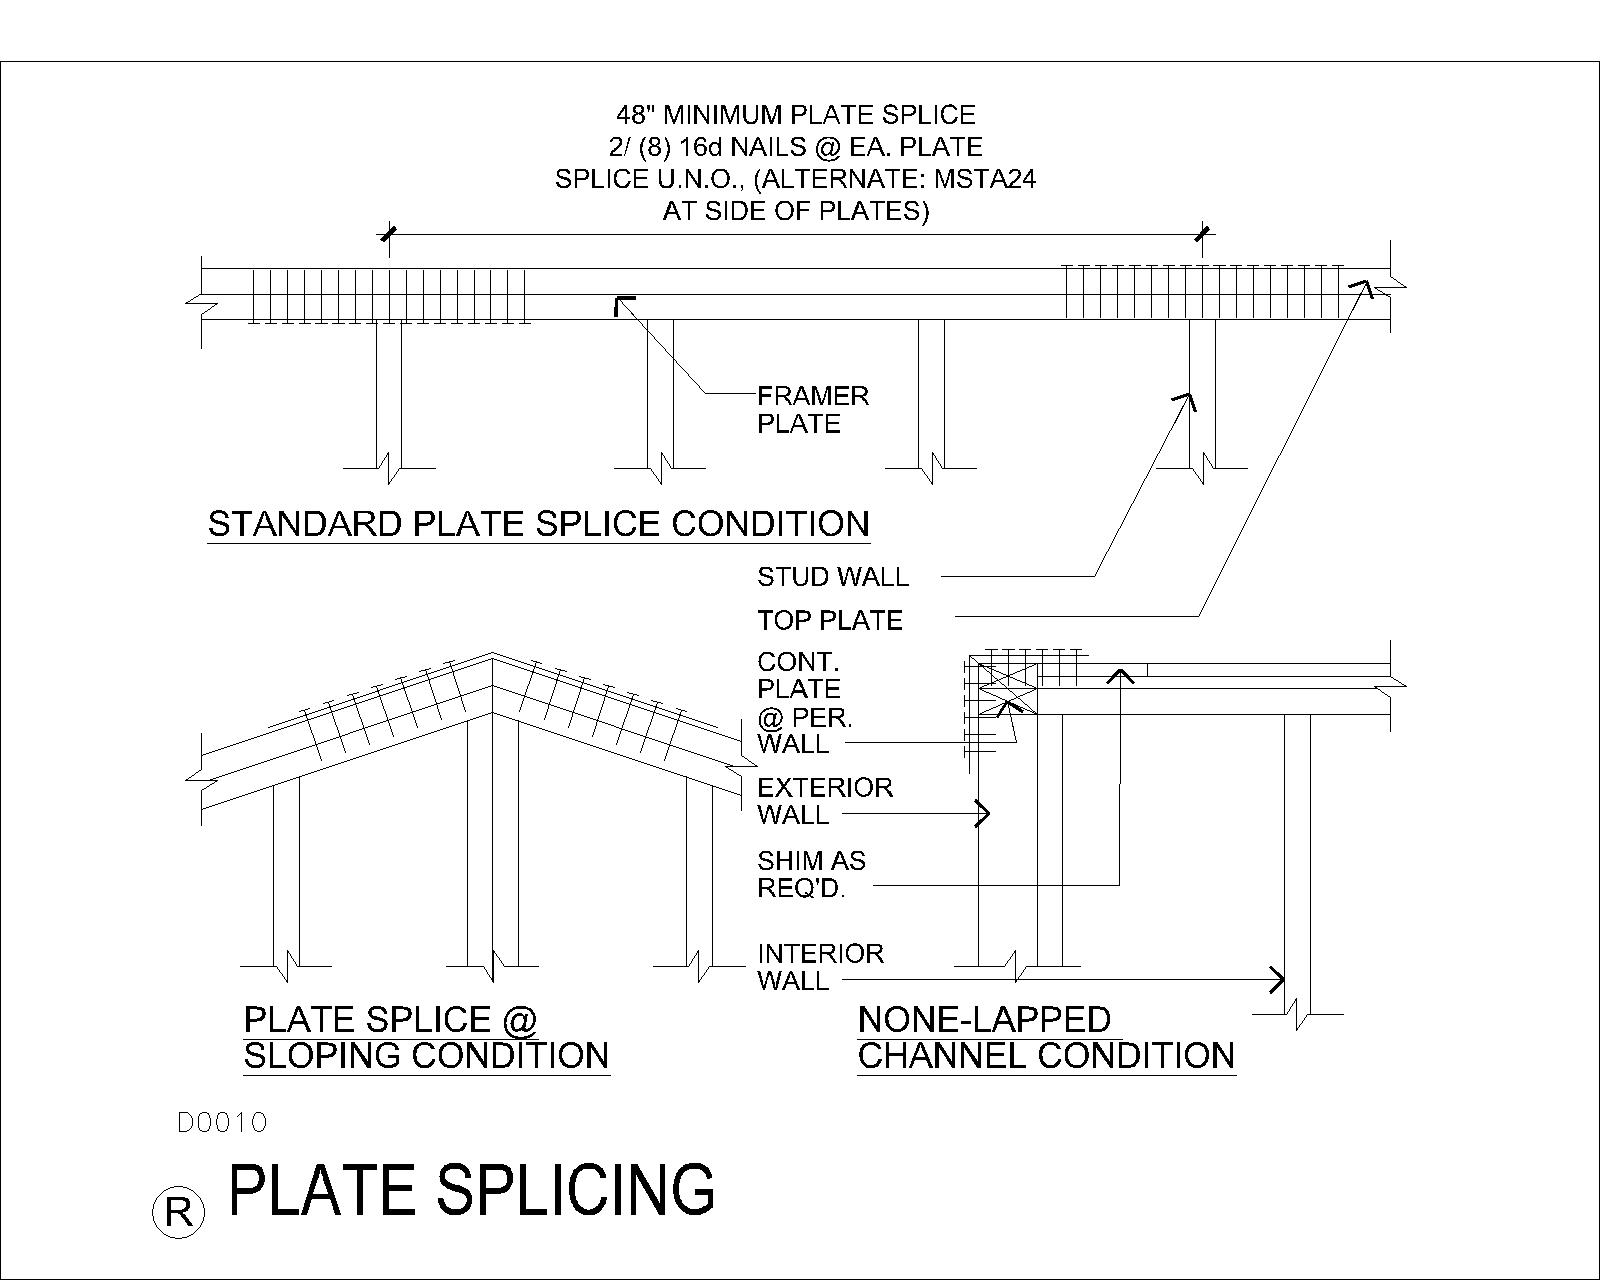 48" MINIMUM PLATE SPLICE
2/ (8) 16d NAILS @ EA. PLATE
SPLICE U.N.O., (ALTERNATE: MSTA24
AT SIDE OF PLATES)
FRAMER
PLATE
STANDARD PLATE SPLICE CONDITION
STUD WALL
TOP PLATE
CONT.
PLATE
@ PER.
WALL
EXTERIOR
WALL
SHIM AS
REQ'D.
INTERIOR
WALL
PLATE SPLICE @
SLOPING CONDITION
NONE-LAPPED
CHANNEL CONDITION
D0010
R PLATE SPLICING